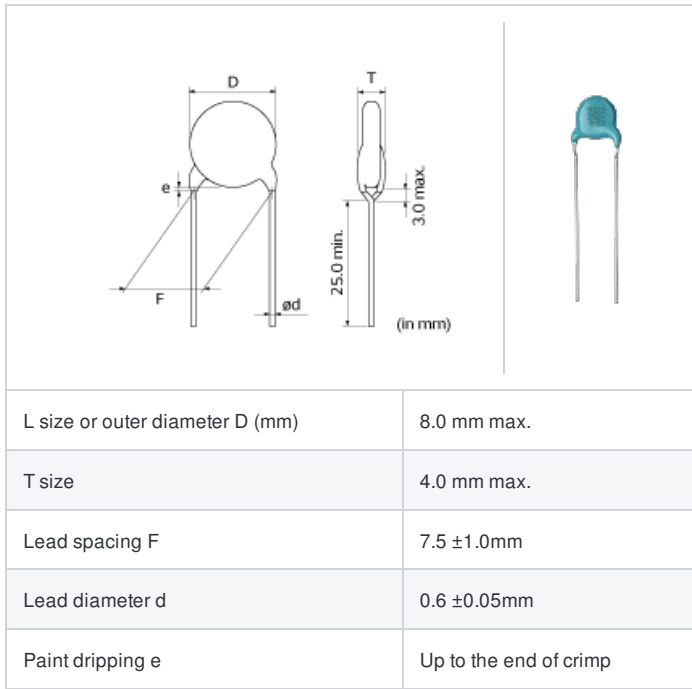 D
T
e
3.0 max.
25.0 min.
F
ød
(in mm)
L size or outer diameter D (mm) 8.0 mm max.
T size 4.0 mm max.
Lead spacing F 7.5 ±1.0mm
Lead diameter d 0.6 ±0.05mm
Paint dripping e Up to the end of crimp